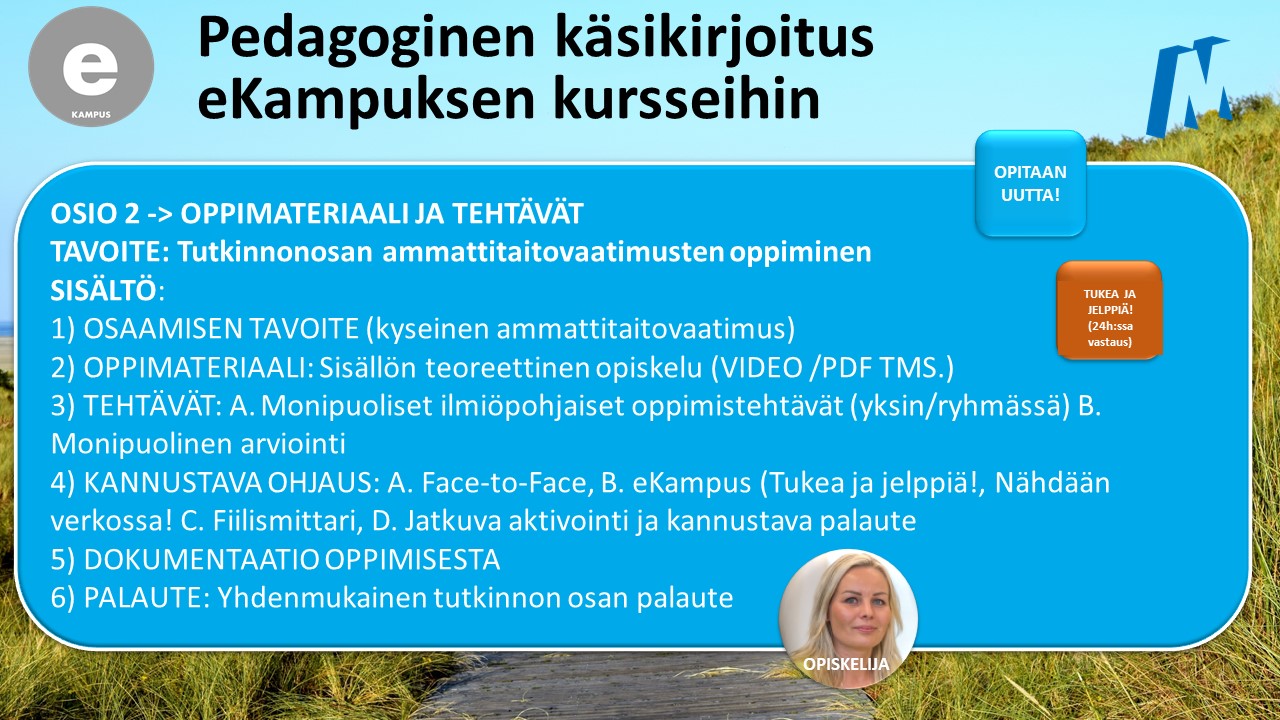 e
KAMPUS
Pedagoginen käsikirjoitus
eKampuksen kursseihin
OPITAAN
UUTTA!
OSIO 2 -> OPPIMATERIAALI JA TEHTÄVÄT
TAVOITE: Tutkinnonosan ammattitaitovaatimusten oppiminen
SISÄLTÖ:
TUKEA JA
JELPPIÄ!
(24h:ssa
vastaus)
1) OSAAMISEN TAVOITE (kyseinen ammattitaitovaatimus)
2) OPPIMATERIAALI: Sisällön teoreettinen opiskelu (VIDEO /PDF TMS.)
3) TEHTÄVÄT: A. Monipuoliset ilmiöpohjaiset oppimistehtävät (yksin/ryhmässä) B.
Monipuolinen arviointi
4) KANNUSTAVA OHJAUS: A. Face-to-Face, B. eKampus (Tukea ja jelppiä!, Nähdään
verkossa! C. Fiilismittari, D. Jatkuva aktivointi ja kannustava palaute
5) DOKUMENTAATIO OPPIMISESTA
6) PALAUTE: Yhdenmukainen tutkinnon osan palaute
OPISKELIJA